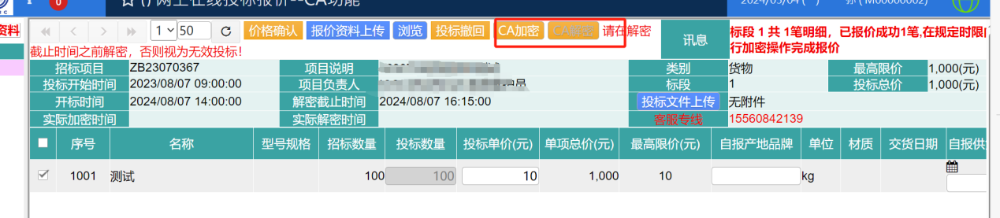 0
() 网上在线投标报价--CA功能
2024/05/04 ( ) 孙 ( M00000002)
资料
1 50 价格确认 报价资料上传 浏览 投标撤回 CA加密 CA解密 请在解密
截止时间之前解密，否则视为无效投标！
讯息
标段 1 共 1笔明细，已报价成功1笔,在规定时限
行加密操作完成报价
招标项目 ZB23070367 项目说明 类别 货物 最高限价 1,000(元)
投标开始时间 2023/08/07 09:00:00 项目负责人 员 标段 1 投标总价 1,000(元)
开标时间 2024/08/07 14:00:00 解密截止时间 2024/08/07 16:15:00 投标文件上传 无附件
实际加密时间 实际解密时间 客服专线 15560842139
序号 名称 型号规格 招标数量 投标数量 投标单价(元) 单项总价(元) 最高限价(元) 自报产地品牌 单位 材质 交货日期 自报供
1001 测试 100 100 10 1,000 10 kg